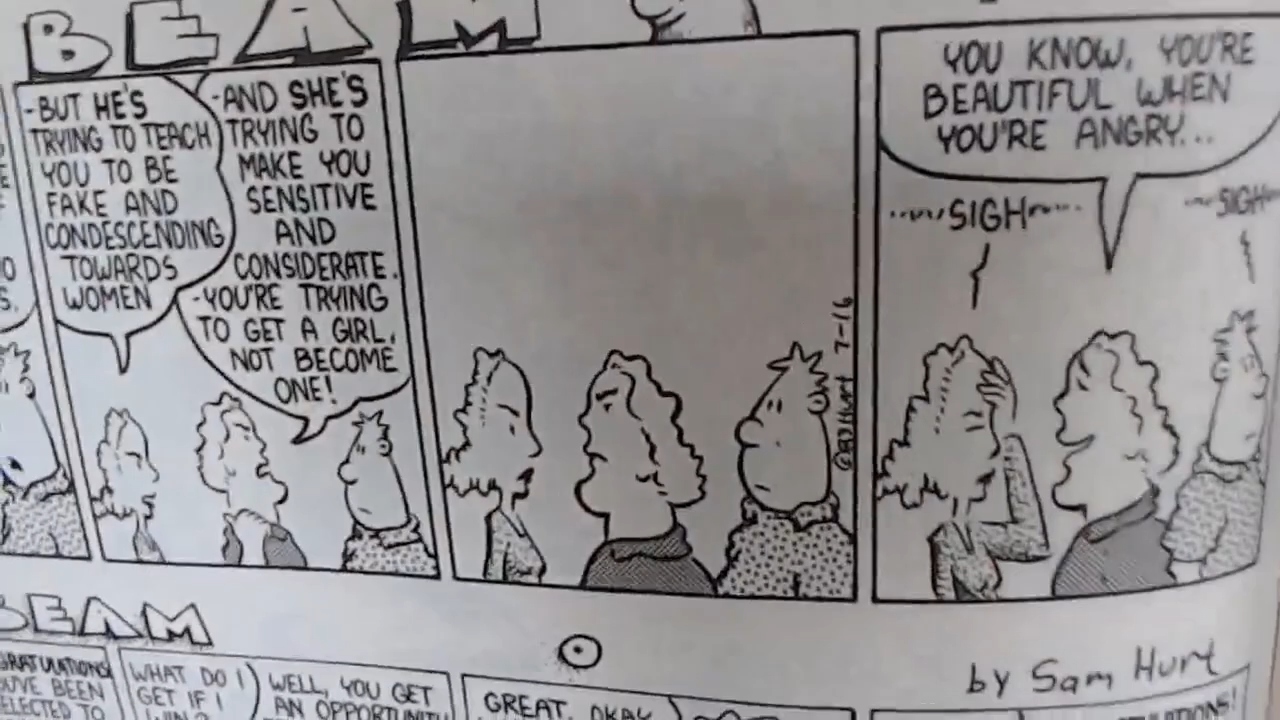 BEAM
-BUT HE'S
TRYING TO TEACH
YOU TO BE
FAKE AND
CONDESCENDING
TOWARDS
WOMEN
-AND SHE'S
TRYING TO
MAKE YOU
SENSITIVE
AND
CONSIDERATE.
-YOU'RE TRYING
TO GET A GIRL,
NOT BECOME
ONE!
7-16
YOU KNOW, YOU'RE
BEAUTIFUL WHEN
YOU'RE ANGRY...
SIGH
SIGH
BEAM
by Sam Hurt
WHAT DO I
GET IF I
WIN?
WELL, YOU GET
AN OPPORTUNITY
GREAT. OKAY